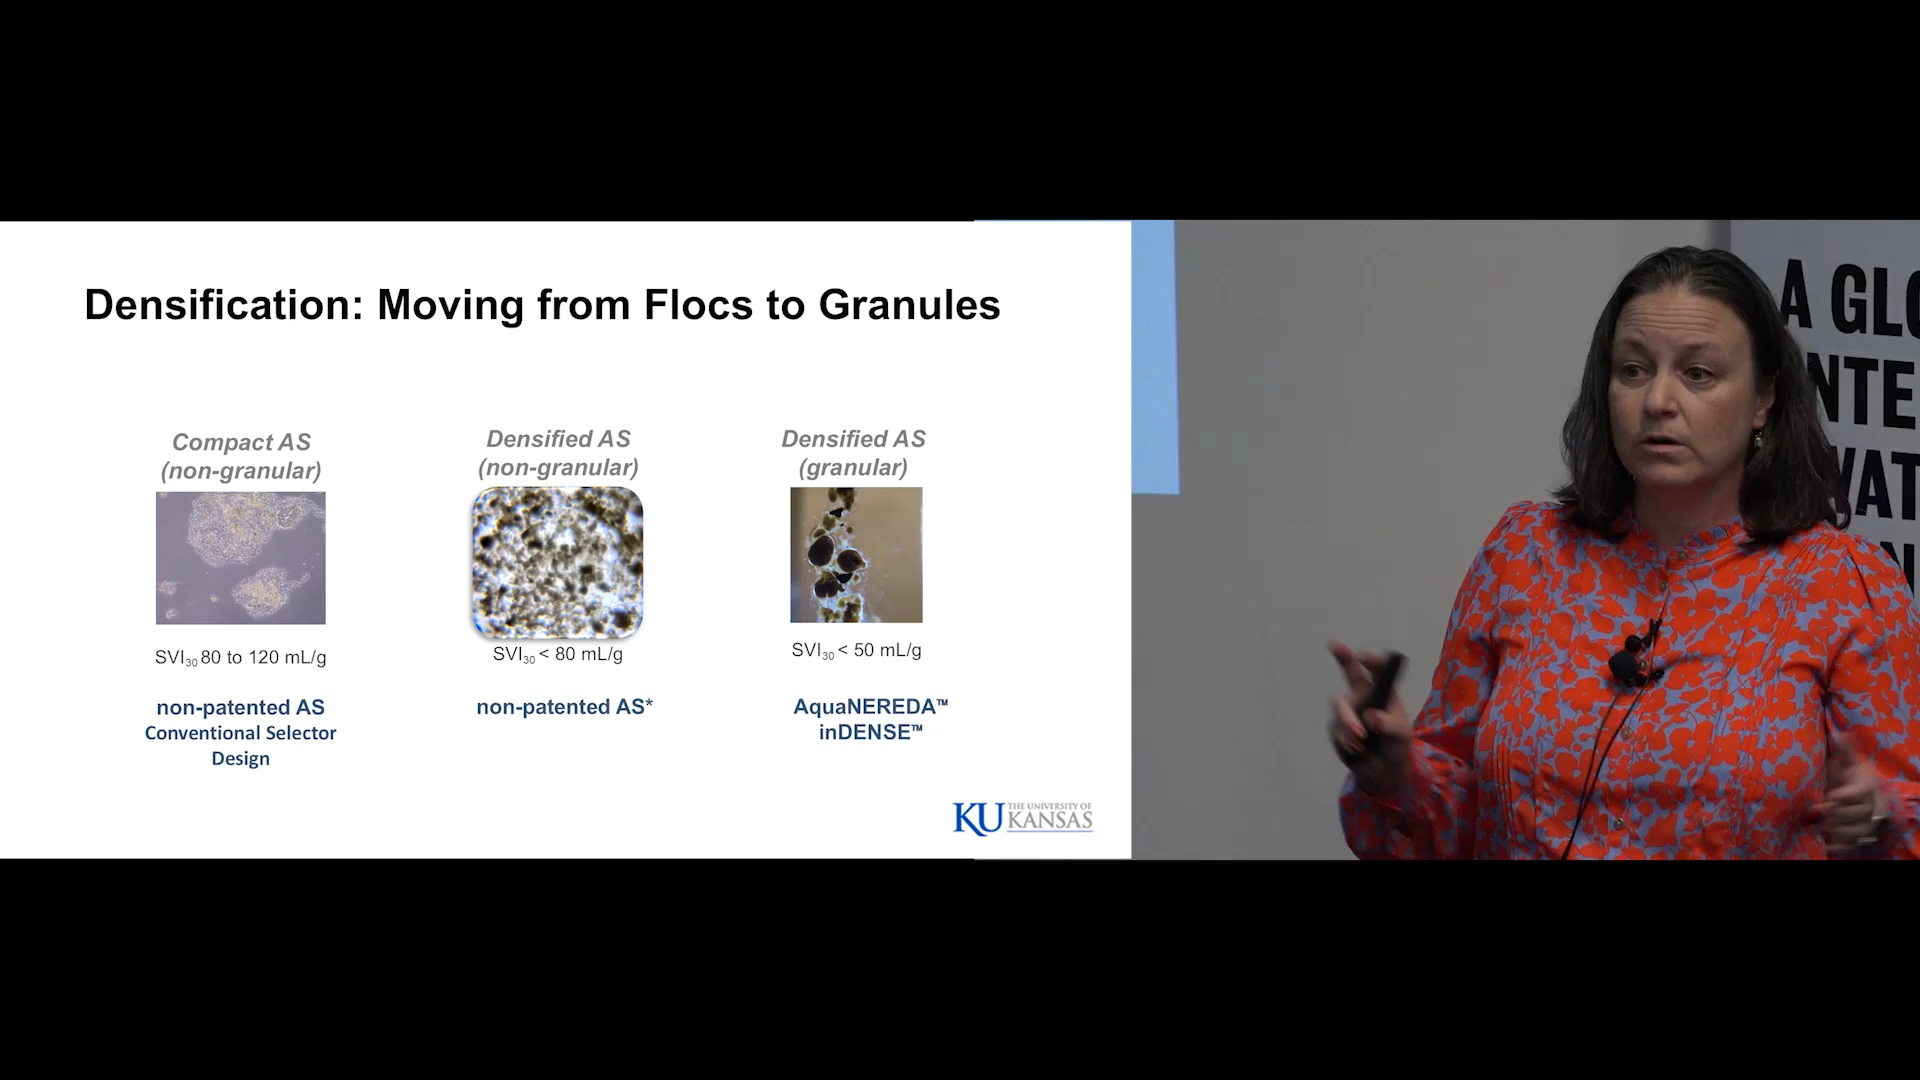 Densification: Moving from Flocs to Granules
Compact AS
(non-granular)
SVI30 80 to 120 mL/g
non-patented AS
Conventional Selector
Design
Densified AS
(non-granular)
SVI30 < 80 mL/g
non-patented AS*
Densified AS
(granular)
SVI30 < 50 mL/g
AquaNEREDA™
inDENSE™
KU THE UNIVERSITY OF
KANSAS
A GLO
NTE
WAT